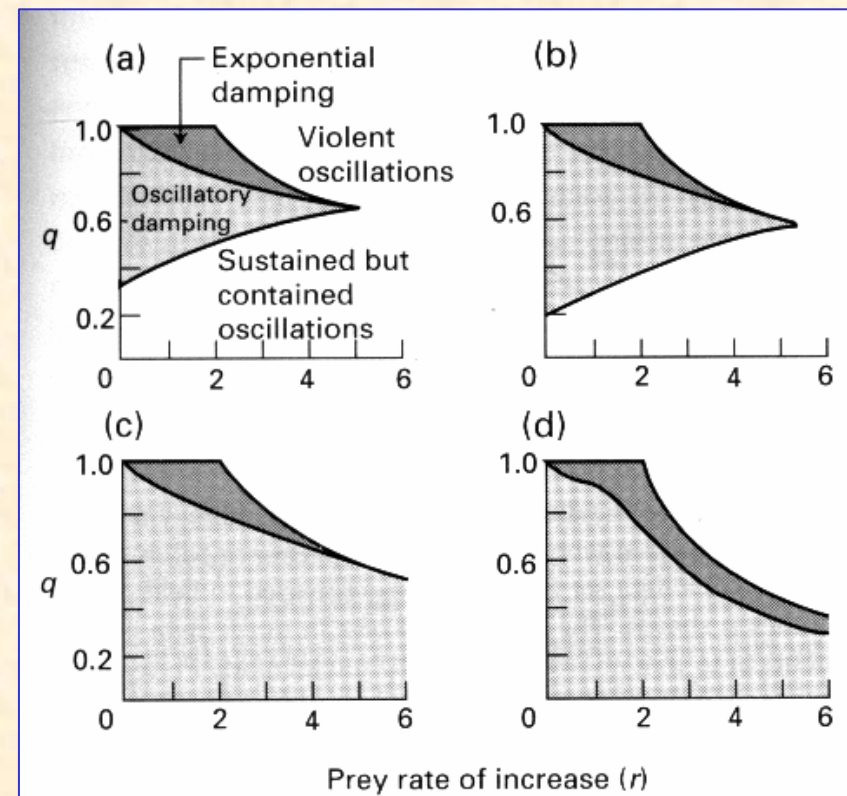 (a)
Exponential
damping
Violent
oscillations
Oscillatory
damping
Sustained but
contained
oscillations
q
1.0
0.6
0.2
0
2
4
6
(b)
1.0
0.6
0
2
4
6
(c)
q
1.0
0.6
0.2
0
2
4
6
(d)
1.0
0.6
0
2
4
6
Prey rate of increase (r)